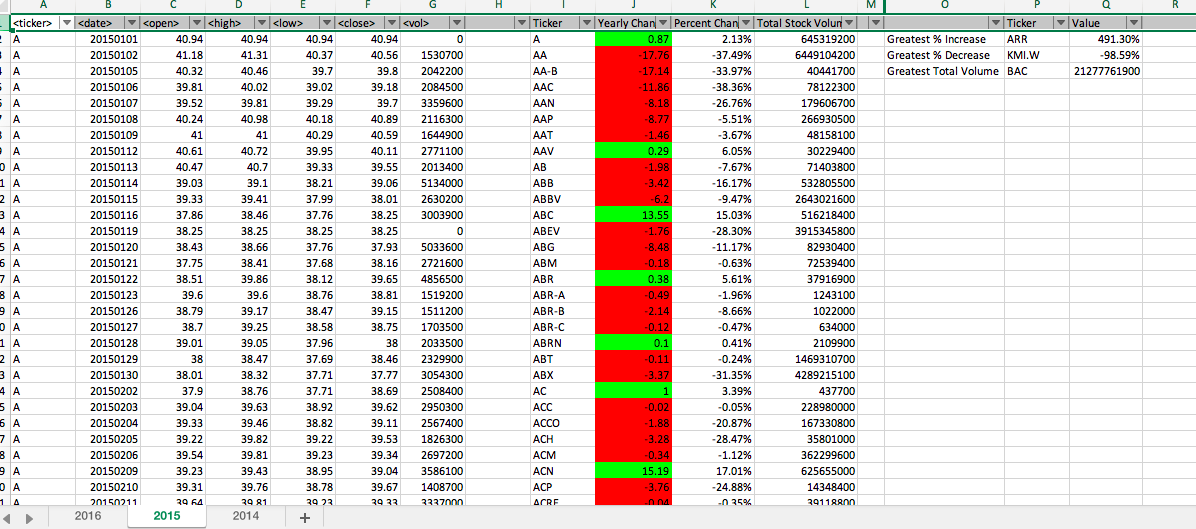 A B C D E F G H I J K L M O P Q R
<ticker> <date> <open> <high> <low> <close> <vol> Ticker Yearly Chan Percent Chan Total Stock Volun Ticker Value
A 20150101 40.94 40.94 40.94 40.94 0 A 0.87 2.13% 645319200 Greatest % Increase ARR 491.30%
A 20150102 41.18 41.31 40.37 40.56 1530700 AA -17.76 -37.49% 6449104200 Greatest % Decrease KMI.W -98.59%
A 20150105 40.32 40.46 39.7 39.8 2042200 AA-B -17.14 -33.97% 40441700 Greatest Total Volume BAC 21277761900
A 20150106 39.81 40.02 39.02 39.18 2084500 AAC -11.86 -38.36% 78122300
A 20150107 39.52 39.81 39.29 39.7 3359600 AAN -8.18 -26.76% 179606700
A 20150108 40.24 40.98 40.18 40.89 2116300 AAP -8.77 -5.51% 266930500
A 20150109 41 41 40.29 40.59 1644900 AAT -1.46 -3.67% 48158100
A 20150112 40.61 40.72 39.95 40.11 2771100 AAV 0.29 6.05% 30229400
A 20150113 40.47 40.7 39.33 39.55 2013400 AB -1.98 -7.67% 71403800
A 20150114 39.03 39.1 38.21 39.06 5134000 ABB -3.42 -16.17% 532805500
A 20150115 39.33 39.41 37.99 38.01 2630200 ABBV -6.2 -9.47% 2643021600
A 20150116 37.86 38.46 37.76 38.25 3003900 ABC 13.55 15.03% 516218400
A 20150119 38.25 38.25 38.25 38.25 0 ABEV -1.76 -28.30% 3915345800
A 20150120 38.43 38.66 37.76 37.93 5033600 ABG -8.48 -11.17% 82930400
A 20150121 37.75 38.41 37.68 38.16 2721600 ABM -0.18 -0.63% 72539400
A 20150122 38.51 39.86 38.12 39.65 4856500 ABR 0.38 5.61% 37916900
A 20150123 39.6 39.6 38.76 38.81 1519200 ABR-A -0.49 -1.96% 1243100
A 20150126 38.79 39.17 38.47 39.15 1511200 ABR-B -2.14 -8.66% 1022000
A 20150127 38.7 39.25 38.58 38.75 1703500 ABR-C -0.12 -0.47% 634000
A 20150128 39.01 39.05 37.96 38 2033500 ABRN 0.1 0.41% 2109900
A 20150129 38 38.47 37.69 38.46 2329900 ABT -0.11 -0.24% 1469310700
A 20150130 38.01 38.32 37.71 37.77 3054300 ABX -3.37 -31.35% 4289215100
A 20150202 37.9 38.76 37.71 38.69 2508400 AC 1 3.39% 437700
A 20150203 39.04 39.63 38.92 39.62 2950300 ACC -0.02 -0.05% 228980000
A 20150204 39.33 39.46 38.82 39.11 2567400 ACCO -1.88 -20.87% 167330800
A 20150205 39.22 39.82 39.22 39.53 1826300 ACH -3.28 -28.47% 35801000
A 20150206 39.54 39.81 39.23 39.34 2697200 ACM -0.34 -1.12% 362299600
A 20150209 39.23 39.43 38.95 39.04 3586100 ACN 15.19 17.01% 625655000
A 20150210 39.31 39.76 38.78 39.67 1408700 ACP -3.76 -24.88% 14348400
A 20150211 39.64 39.81 39.23 39.33 3337000 ACRE -0.04 -0.35% 39118800
2016 2015 2014 +